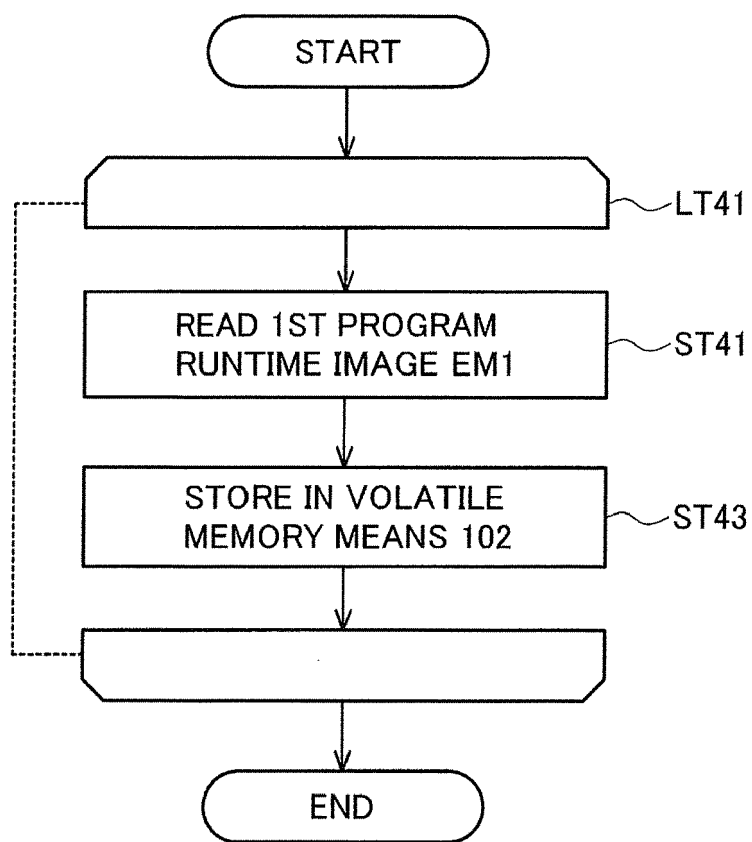 START
LT41
READ 1ST PROGRAM
RUNTIME IMAGE EM1
ST41
STORE IN VOLATILE
MEMORY MEANS 102
ST43
END